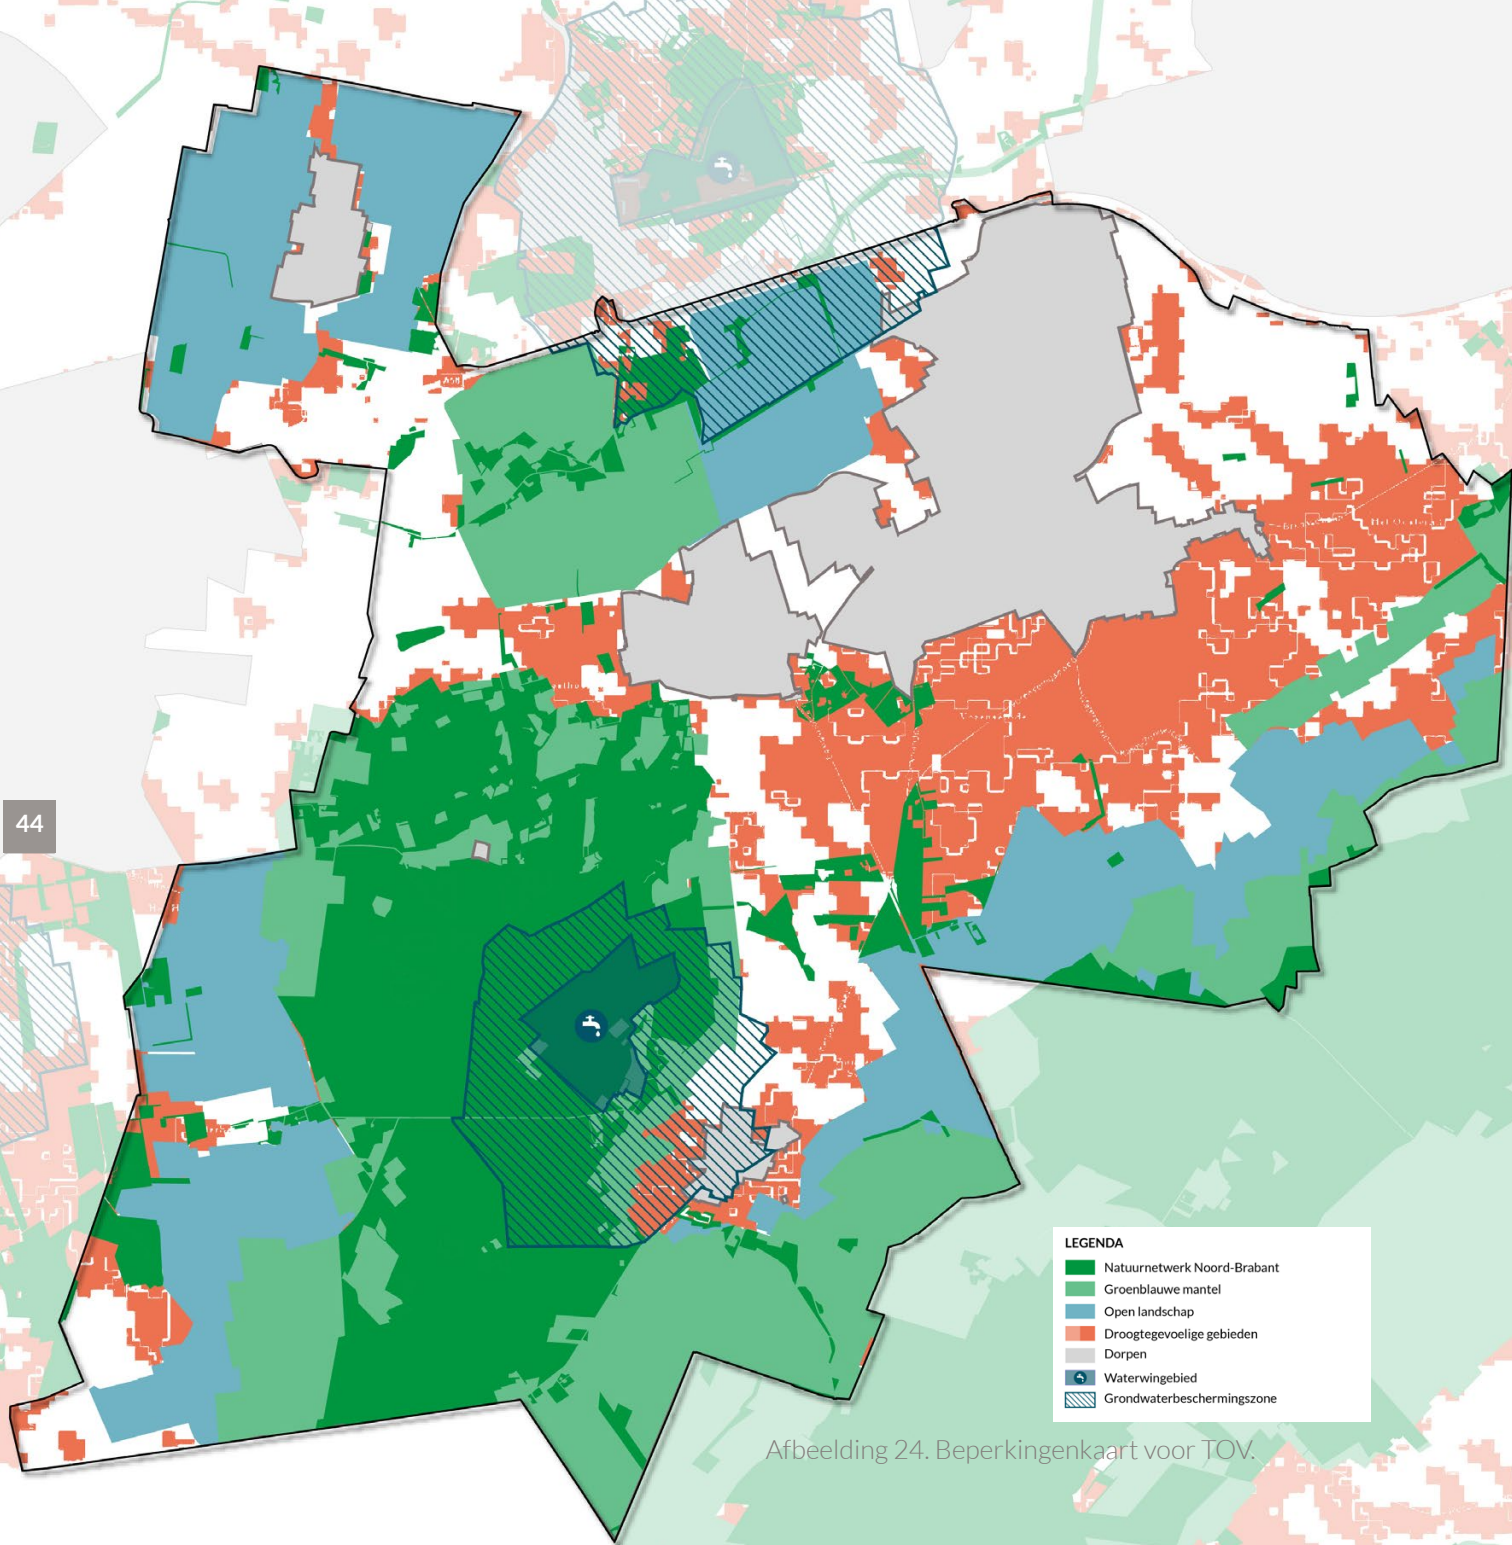 A58
44
LEGENDA
Natuurnetwerk Noord-Brabant
Groenblauwe mantel
Open landschap
Droogtegevoelige gebieden
Dorpen
Waterwingebied
Grondwaterbeschermingszone
Afbeelding 24. Beperkingenkaart voor TOV.